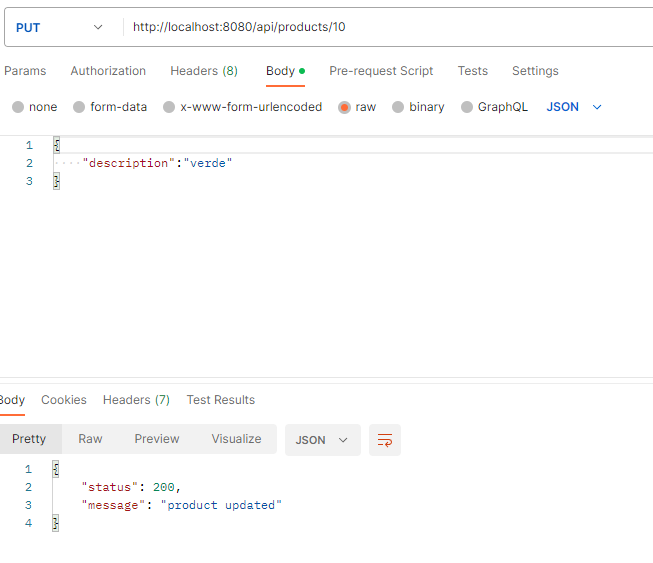 PUT http://localhost:8080/api/products/10
Params Authorization Headers (8) Body Pre-request Script Tests Settings
none form-data x-www-form-urlencoded raw binary GraphQL JSON
1 {
2 "description":"verde"
3 }
Body Cookies Headers (7) Test Results
Pretty Raw Preview Visualize JSON
1 {
2 "status": 200,
3 "message": "product updated"
4 }